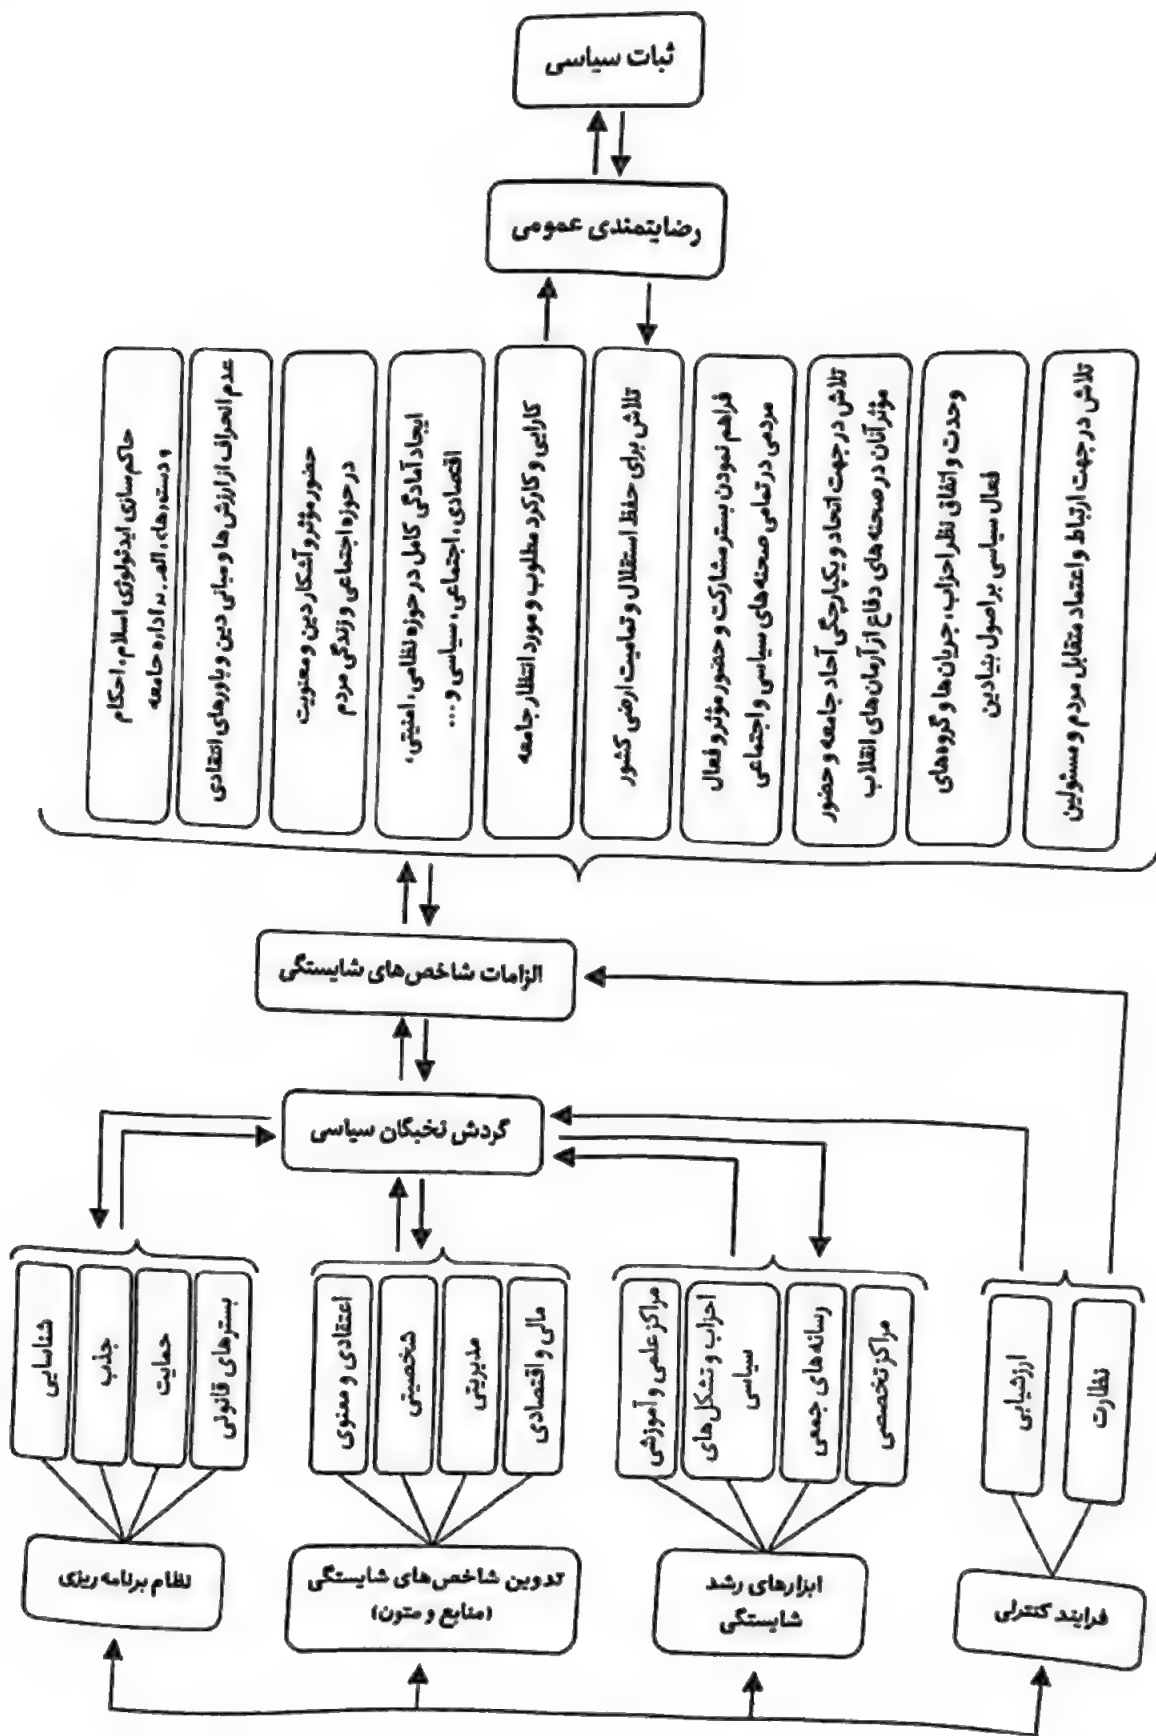 ثبات سیاسی
رضایتمندی عمومی
تلاش در جهت ارتباط و اعتماد متقابل مردم و مسئولین
وحدت و اتفاق نظر احزاب، جریان‌ها و گروه‌های
فعال سیاسی بر اصول بنیادین
تلاش در جهت اتحاد و یکپارچگی آحاد جامعه و حضور
مؤثر آنان در صحنه‌های دفاع از آرمان‌های انقلاب
فراهم نمودن بستر مشارکت و حضور مؤثر و فعال
مردمی در تمامی صحنه‌های سیاسی و اجتماعی
تلاش برای حفظ استقلال و تمامیت ارضی کشور
کارایی و کارکرد مطلوب و مورد انتظار جامعه
ایجاد آمادگی کامل در حوزه نظامی، امنیتی،
اقتصادی، اجتماعی، سیاسی و ...
حضور مؤثر و آشکار دین و معنویت
در حوزه اجتماعی و زندگی مردم
عدم انحراف از ارزش‌ها و مبانی دین و باورهای انتقادی
حاکم سازی ایدئولوژی اسلام، احکام
اداره جامعه
الزامات شاخص‌های شایستگی
گردش نخبگان سیاسی
نظارت
ارزشیابی
مراکز تخصصی
رسانه‌های جمعی
احزاب و تشکل‌های
سیاسی
مراکز علمی و آموزشی
مالی و اقتصادی
مدیریتی
شخصیتی
اعتقادی و معنوی
بسترهای قانونی
حمایت
جذب
شناسایی
فرایند کنترلی
ابزارهای رشد
شایستگی
تدوین شاخص‌های شایستگی
(منابع و متون)
نظام برنامه ریزی